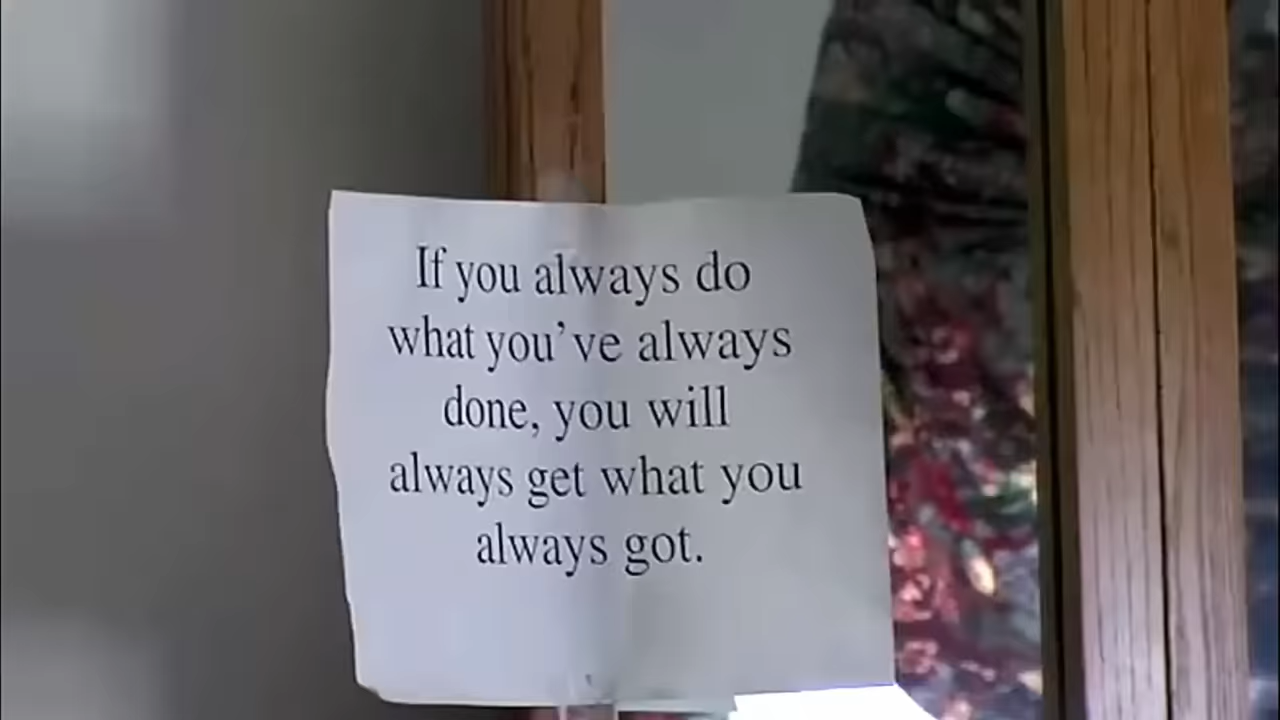 If you always do
what you've always
done, you will
always get what you
always got.